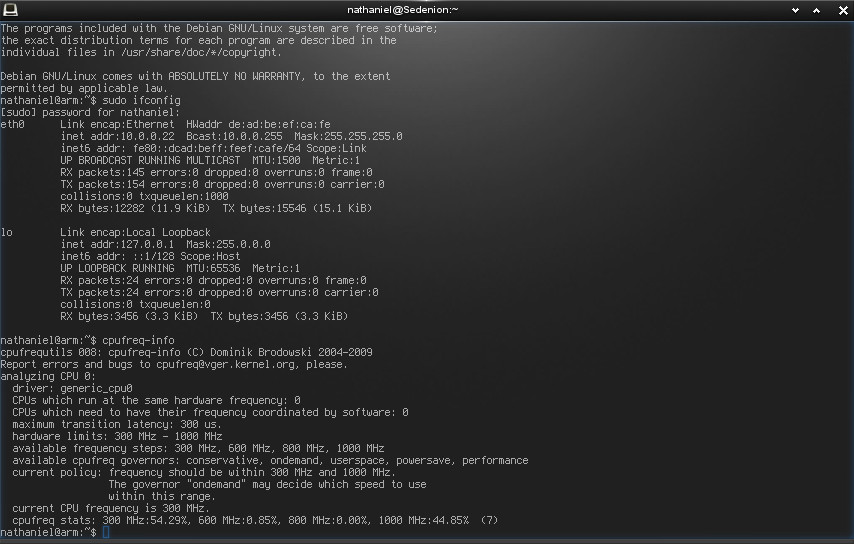 nathaniel@Sedenion:~
The programs included with the Debian GNU/Linux system are free software;
the exact distribution terms for each program are described in the
individual files in /usr/share/doc/*/copyright.
Debian GNU/Linux comes with ABSOLUTELY NO WARRANTY, to the extent
permitted by applicable law.
nathaniel@arm:~$ sudo ifconfig
[sudo] password for nathaniel:
eth0      Link encap:Ethernet  HWaddr de:ad:be:ef:ca:fe
          inet addr:10.0.0.22  Bcast:10.0.0.255  Mask:255.255.255.0
          inet6 addr: fe80::dcad:beff:feef:cafe/64 Scope:Link
          UP BROADCAST RUNNING MULTICAST  MTU:1500  Metric:1
          RX packets:145 errors:0 dropped:0 overruns:0 frame:0
          TX packets:154 errors:0 dropped:0 overruns:0 carrier:0
          collisions:0 txqueuelen:1000
          RX bytes:12282 (11.9 KiB)  TX bytes:15546 (15.1 KiB)
lo        Link encap:Local Loopback
          inet addr:127.0.0.1  Mask:255.0.0.0
          inet6 addr: ::1/128 Scope:Host
          UP LOOPBACK RUNNING  MTU:65536  Metric:1
          RX packets:24 errors:0 dropped:0 overruns:0 frame:0
          TX packets:24 errors:0 dropped:0 overruns:0 carrier:0
          collisions:0 txqueuelen:0
          RX bytes:3456 (3.3 KiB)  TX bytes:3456 (3.3 KiB)
nathaniel@arm:~$ cpufreq-info
cpufrequtils 008: cpufreq-info (C) Dominik Brodowski 2004-2009
Report errors and bugs to cpufreq@vger.kernel.org, please.
analyzing CPU 0:
  driver: generic_cpu0
  CPUs which run at the same hardware frequency: 0
  CPUs which need to have their frequency coordinated by software: 0
  maximum transition latency: 300 us.
  hardware limits: 300 MHz - 1000 MHz
  available frequency steps: 300 MHz, 600 MHz, 800 MHz, 1000 MHz
  available cpufreq governors: conservative, ondemand, userspace, powersave, performance
  current policy: frequency should be within 300 MHz and 1000 MHz.
                  The governor "ondemand" may decide which speed to use
                  within this range.
  current CPU frequency is 300 MHz.
  cpufreq stats: 300 MHz:54.29%, 600 MHz:0.85%, 800 MHz:0.00%, 1000 MHz:44.85%  (7)
nathaniel@arm:~$